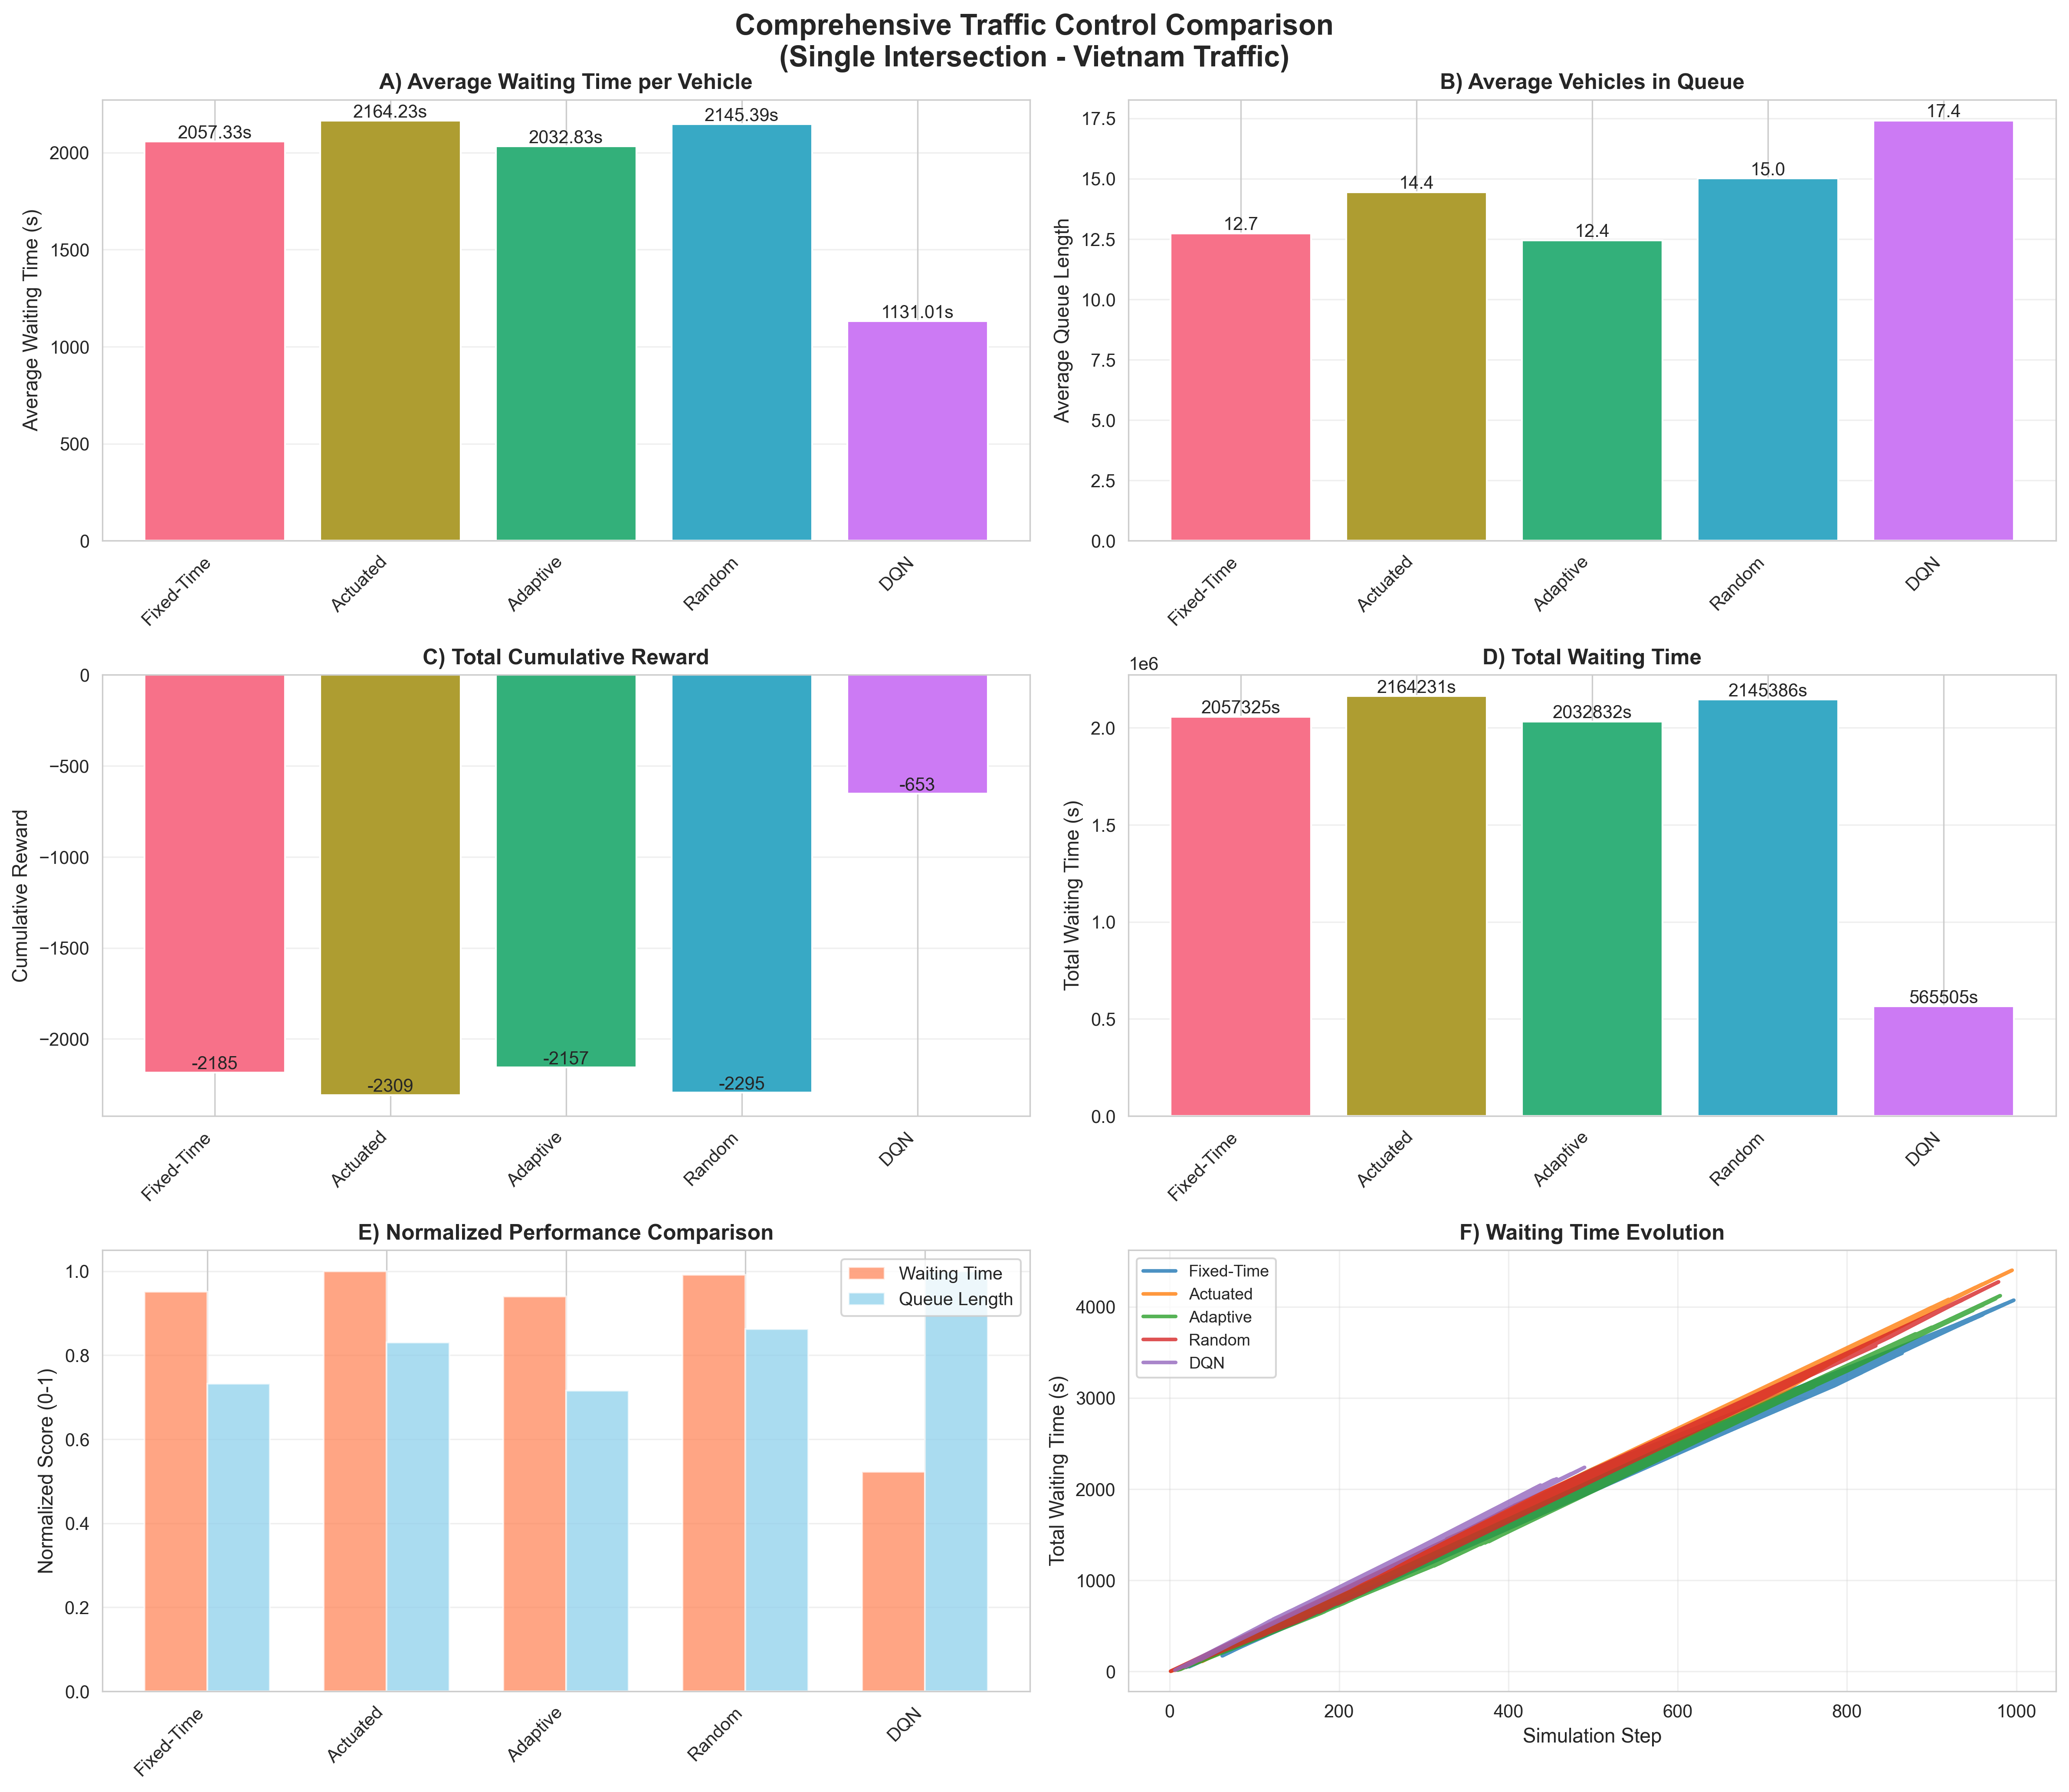 Comprehensive Traffic Control Comparison
(Single Intersection - Vietnam Traffic)
A) Average Waiting Time per Vehicle
Average Waiting Time (s)
2000
1500
1000
500
0
2057.33s
2164.23s
2032.83s
2145.39s
1131.01s
Fixed-Time
Actuated
Adaptive
Random
DQN
B) Average Vehicles in Queue
Average Queue Length
17.5
15.0
12.5
10.0
7.5
5.0
2.5
0.0
12.7
14.4
12.4
15.0
17.4
Fixed-Time
Actuated
Adaptive
Random
DQN
C) Total Cumulative Reward
Cumulative Reward
0
−500
−1000
−1500
−2000
-2185
-2309
-2157
-2295
-653
Fixed-Time
Actuated
Adaptive
Random
DQN
D) Total Waiting Time
1e6
Total Waiting Time (s)
2.0
1.5
1.0
0.5
0.0
2057325s
2164231s
2032832s
2145386s
565505s
Fixed-Time
Actuated
Adaptive
Random
DQN
E) Normalized Performance Comparison
Normalized Score (0-1)
1.0
0.8
0.6
0.4
0.2
0.0
Waiting Time
Queue Length
Fixed-Time
Actuated
Adaptive
Random
DQN
F) Waiting Time Evolution
Total Waiting Time (s)
4000
3000
2000
1000
0
Fixed-Time
Actuated
Adaptive
Random
DQN
0
200
400
600
800
1000
Simulation Step